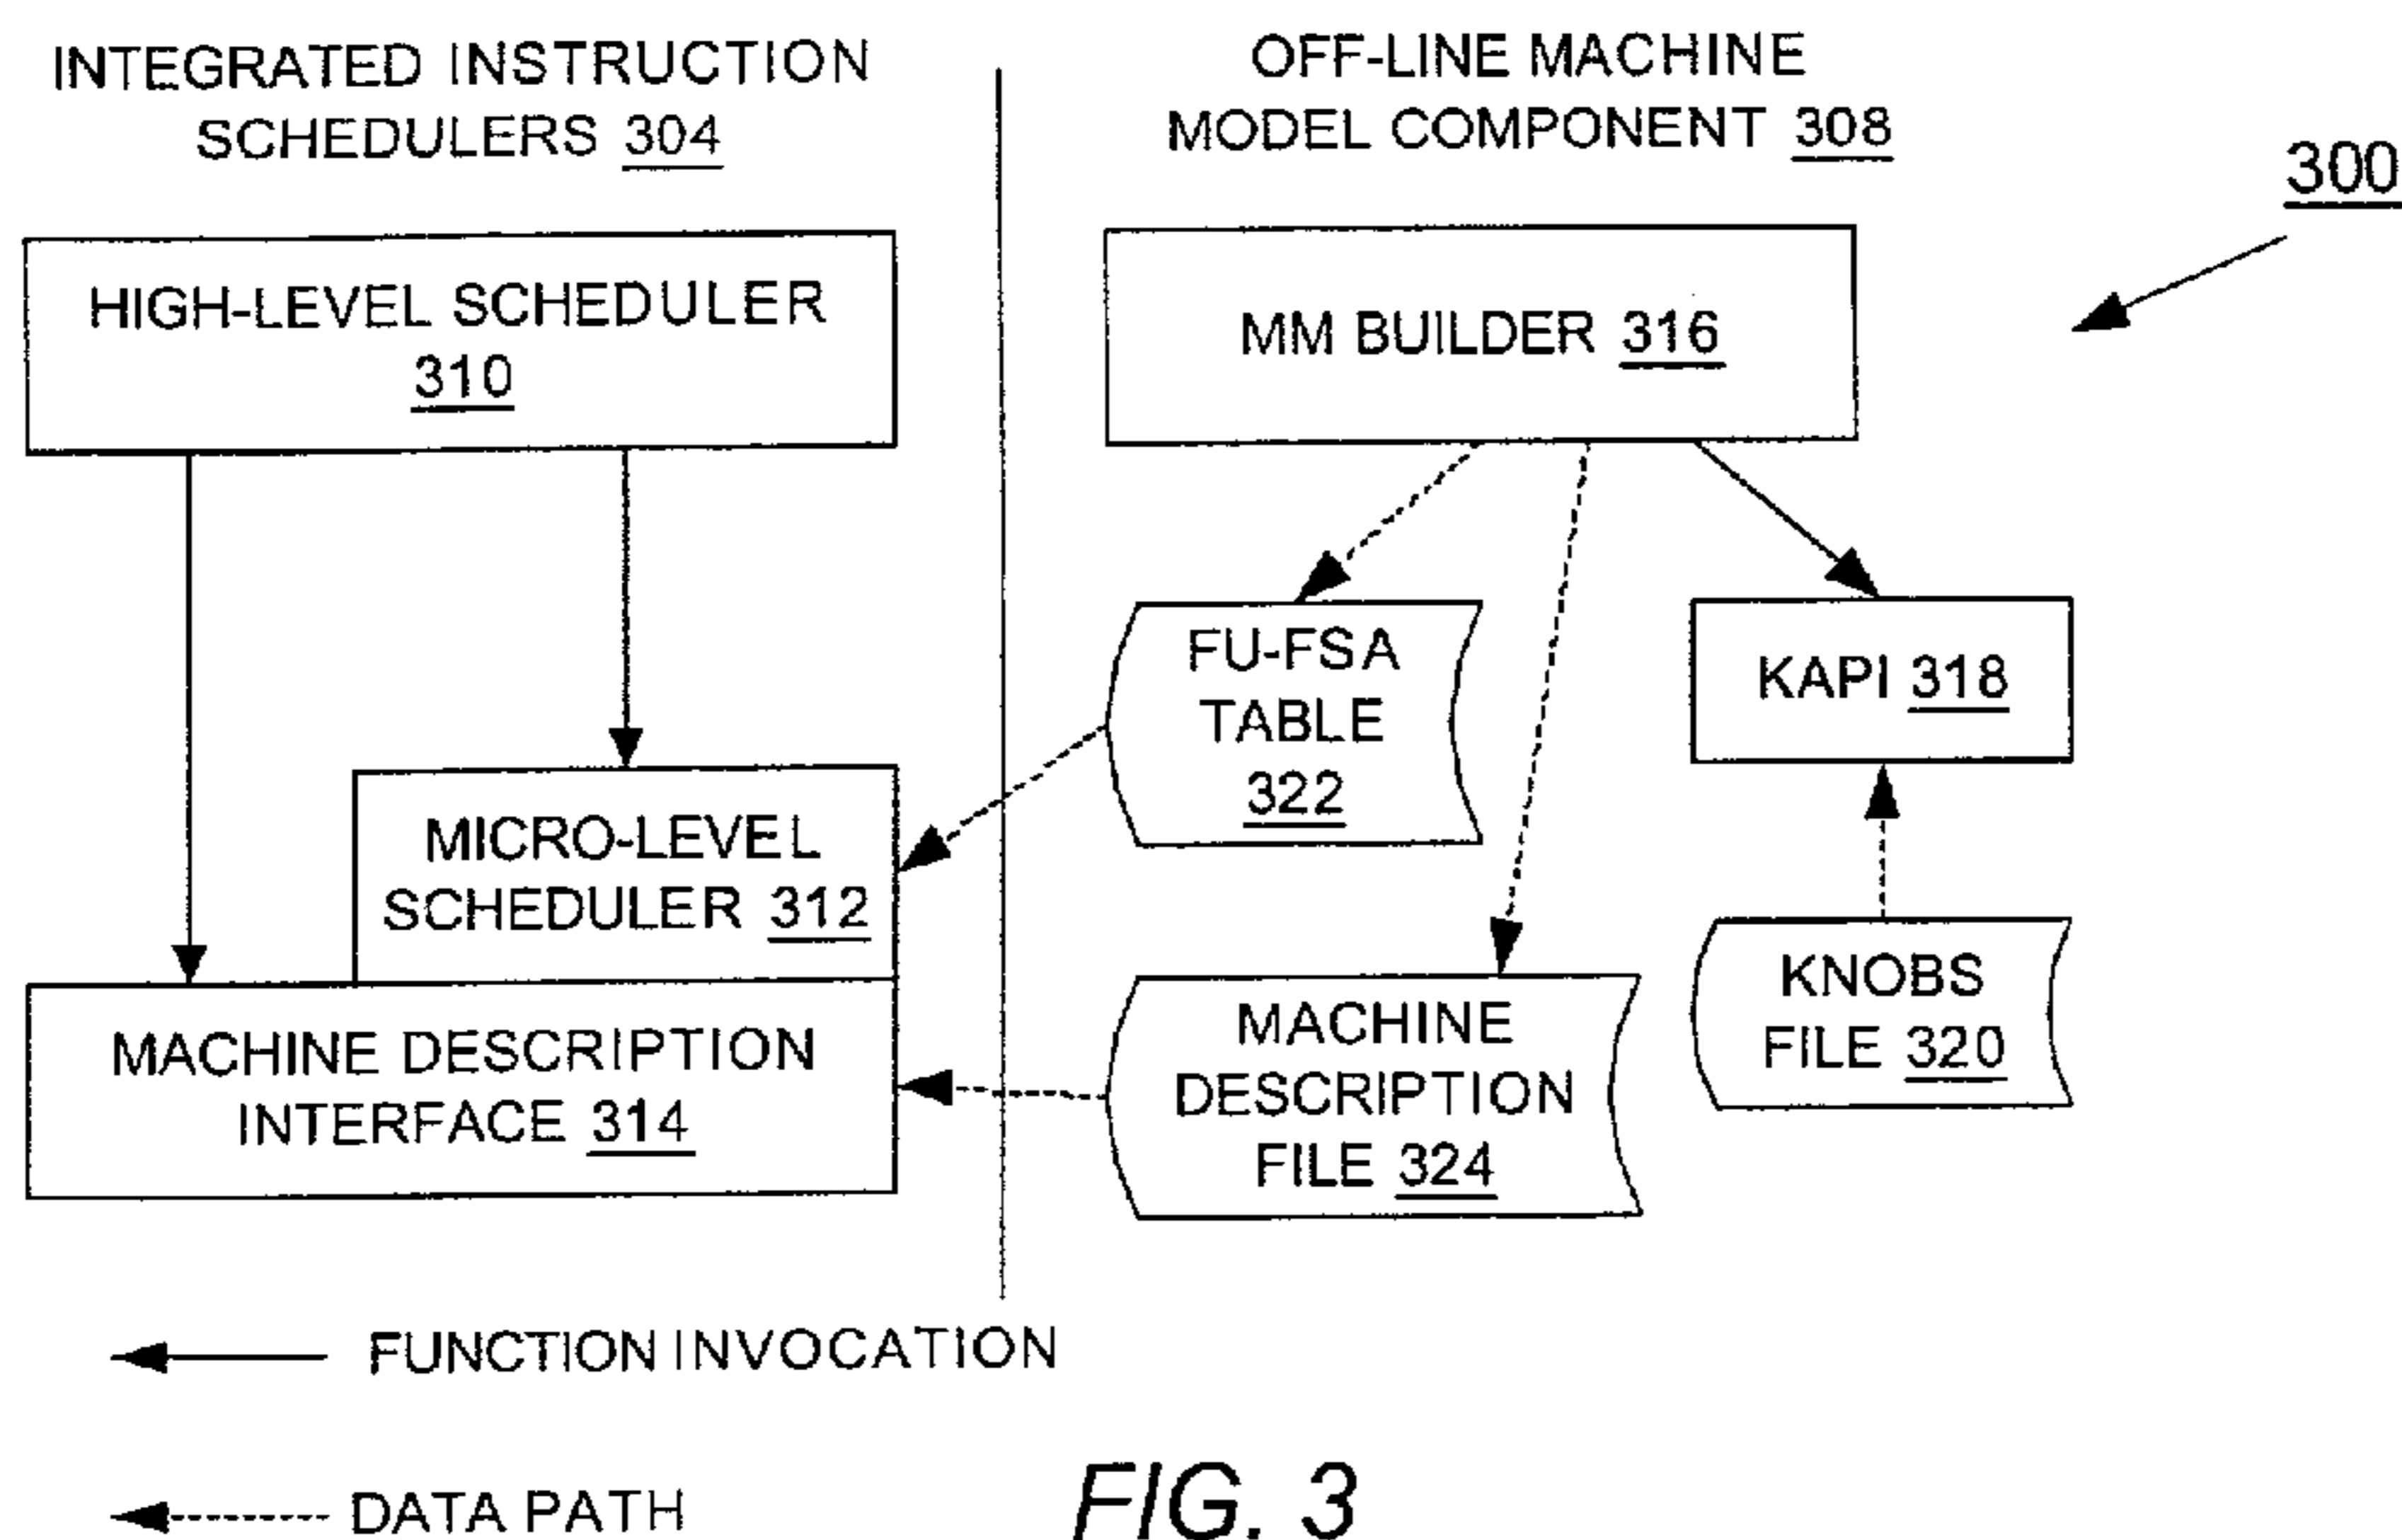 INTEGRATED INSTRUCTION
SCHEDULERS 304
OFF-LINE MACHINE
MODEL COMPONENT 308
300
HIGH-LEVEL SCHEDULER
310
MM BUILDER 316
FU-FSA
TABLE
322
KAPI 318
MICRO-LEVEL
SCHEDULER 312
MACHINE DESCRIPTION
INTERFACE 314
MACHINE
DESCRIPTION
FILE 324
KNOBS
FILE 320
FUNCTION INVOCATION
DATA PATH
FIG. 3